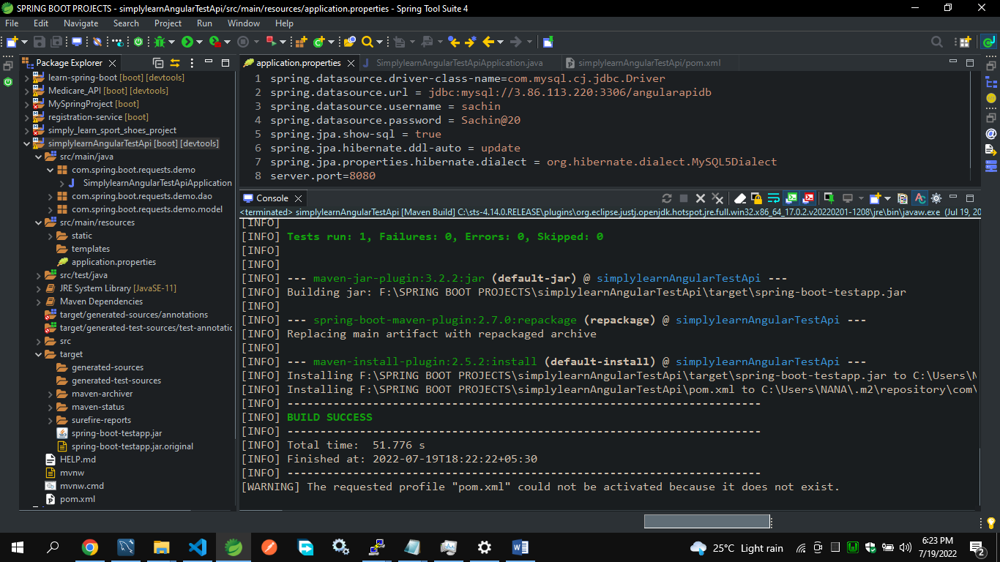 SPRING BOOT PROJECTS - simplylearnAngularTestApi/src/main/resources/application.properties - Spring Tool Suite 4
File Edit Navigate Search Project Run Window Help
Package Explorer
learn-spring-boot [boot] [devtools]
Medicare_API [boot] [devtools]
MySpringProject [boot]
registration-service [boot]
simply_learn_sport_shoes_project
simplylearnAngularTestApi [boot] [devtools]
src/main/java
com.spring.boot.requests.demo
SimplylearnAngularTestApiApplication
com.spring.boot.requests.demo.dao
com.spring.boot.requests.demo.model
src/main/resources
static
templates
application.properties
src/test/java
JRE System Library [JavaSE-11]
Maven Dependencies
target/generated-sources/annotations
target/generated-test-sources/test-annotatic
src
target
generated-sources
generated-test-sources
maven-archiver
maven-status
surefire-reports
spring-boot-testapp.jar
spring-boot-testapp.jar.original
HELP.md
mvnw
mvnw.cmd
pom.xml
application.properties SimplylearnAngularTestApiApplication.java simplylearnAngularTestApi/pom.xml
1 spring.datasource.driver-class-name=com.mysql.cj.jdbc.Driver
2 spring.datasource.url = jdbc:mysql://3.86.113.220:3306/angularapidb
3 spring.datasource.username = sachin
4 spring.datasource.password = Sachin@20
5 spring.jpa.show-sql = true
6 spring.jpa.hibernate.ddl-auto = update
7 spring.jpa.properties.hibernate.dialect = org.hibernate.dialect.MySQL5Dialect
8 server.port=8080
Console
<terminated> simplylearnAngularTestApi [Maven Build] C:\sts-4.14.0.RELEASE\plugins\org.eclipse.justj.openjdk.hotspot.jre.full.win32.x86_64_17.0.2.v20220201-1208\jre\bin\javaw.exe (Jul 19, 20
[INFO]
[INFO] Tests run: 1, Failures: 0, Errors: 0, Skipped: 0
[INFO]
[INFO]
[INFO] --- maven-jar-plugin:3.2.2:jar (default-jar) @ simplylearnAngularTestApi ---
[INFO] Building jar: F:\SPRING BOOT PROJECTS\simplylearnAngularTestApi\target\spring-boot-testapp.jar
[INFO]
[INFO] --- spring-boot-maven-plugin:2.7.0:repackage (repackage) @ simplylearnAngularTestApi ---
[INFO] Replacing main artifact with repackaged archive
[INFO]
[INFO] --- maven-install-plugin:2.5.2:install (default-install) @ simplylearnAngularTestApi ---
[INFO] Installing F:\SPRING BOOT PROJECTS\simplylearnAngularTestApi\target\spring-boot-testapp.jar to C:\Users\N
[INFO] Installing F:\SPRING BOOT PROJECTS\simplylearnAngularTestApi\pom.xml to C:\Users\NANA\.m2\repository\com\
[INFO] ------------------------------------------------------------------------
[INFO] BUILD SUCCESS
[INFO] ------------------------------------------------------------------------
[INFO] Total time:  51.776 s
[INFO] Finished at: 2022-07-19T18:22:22+05:30
[INFO] ------------------------------------------------------------------------
[WARNING] The requested profile "pom.xml" could not be activated because it does not exist.
25°C Light rain
6:23 PM
7/19/2022
2